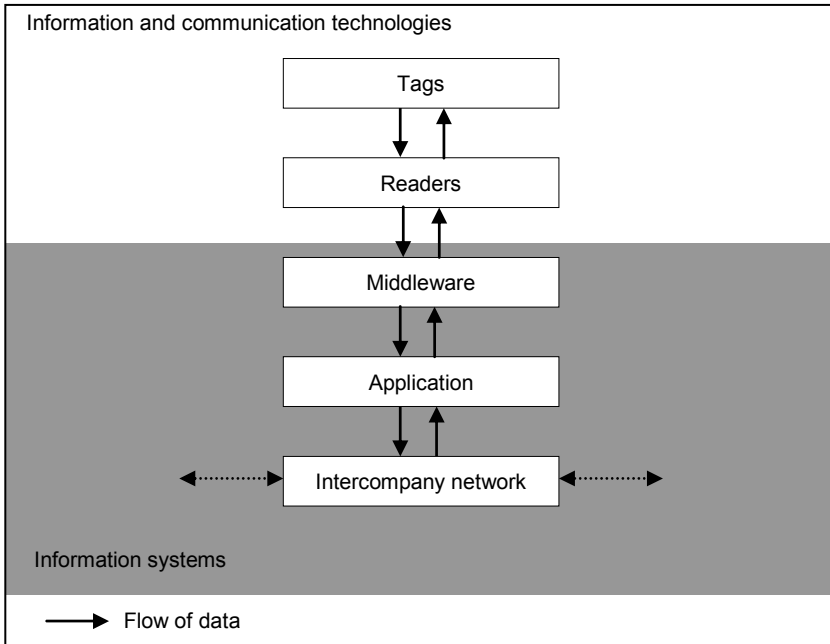 Information and communication technologies
Tags
Readers
Middleware
Application
Intercompany network
Information systems
Flow of data